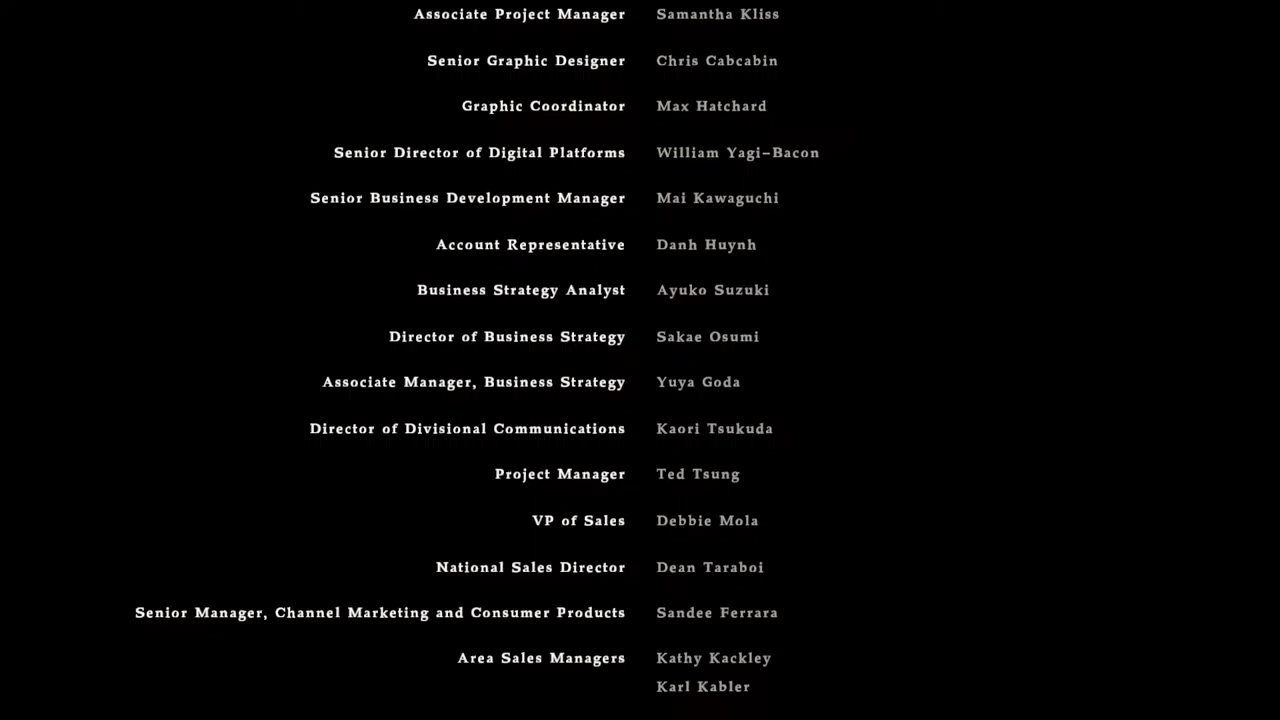 Associate Project Manager Samantha Kliss
Senior Graphic Designer Chris Cabcabin
Graphic Coordinator Max Hatchard
Senior Director of Digital Platforms William Yagi-Bacon
Senior Business Development Manager Mai Kawaguchi
Account Representative Danh Huynh
Business Strategy Analyst Ayuko Suzuki
Director of Business Strategy Sakae Osumi
Associate Manager, Business Strategy Yuya Goda
Director of Divisional Communications Kaori Tsukuda
Project Manager Ted Tsung
VP of Sales Debbie Mola
National Sales Director Dean Taraboi
Senior Manager, Channel Marketing and Consumer Products Sandee Ferrara
Area Sales Managers Kathy Kackley
Karl Kabler